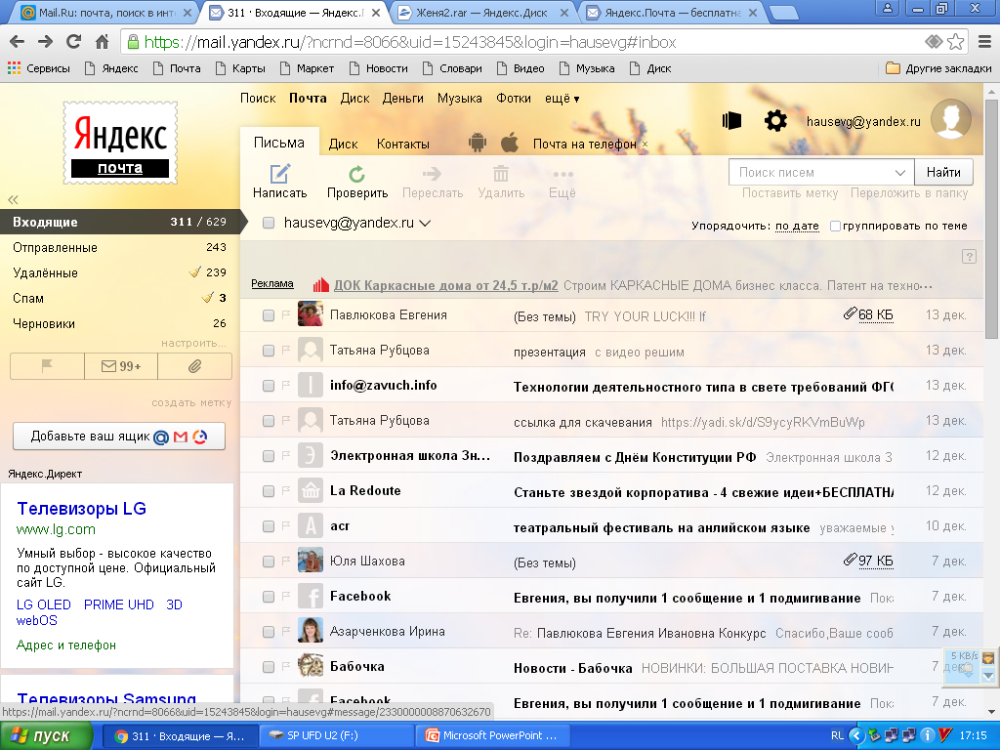 Mail.Ru: почта, поиск в инт
311 · Входящие — Яндекс.П
Женя2.rar — Яндекс.Диск
Яндекс.Почта — бесплатна
https://mail.yandex.ru/?ncrnd=8066&uid=15243845&login=hausevg#inbox
Сервисы Яндекс Почта Карты Маркет Новости Словари Видео Музыка Диск Другие закладки
Поиск Почта Диск Деньги Музыка Фотки ещё ▾
Яндекс
почта
hausevg@yandex.ru
Письма Диск Контакты Почта на телефон ×
Написать Проверить Переслать Удалить Ещё
Поиск писем Найти
Поставить метку Переложить в папку
«
Входящие 311 / 629
Отправленные 243
Удалённые 239
Спам 3
Черновики 26
настроить...
99+
создать метку
Добавьте ваш ящик
Яндекс.Директ
Телевизоры LG
www.lg.com
Умный выбор - высокое качество
по доступной цене. Официальный
сайт LG.
LG OLED PRIME UHD 3D
webOS
Адрес и телефон
Телевизоры Samsung
hausevg@yandex.ru
Упорядочить: по дате группировать по теме
?
Реклама ДОК Каркасные дома от 24,5 т.р/м2 Строим КАРКАСНЫЕ ДОМА бизнес класса. Патент на техно...
Павлюкова Евгения (Без темы) TRY YOUR LUCK!!! If 68 КБ 13 дек.
Татьяна Рубцова презентация с видео решим 13 дек.
info@zavuch.info Технологии деятельностного типа в свете требований ФГО 13 дек.
Татьяна Рубцова ссылка для скачивания https://yadi.sk/d/S9ycyRKVmBuWp 13 дек.
Э Электронная школа Зн... Поздравляем с Днём Конституции РФ Электронная школа З 12 дек.
La Redoute Станьте звездой корпоратива - 4 свежие идеи+БЕСПЛАТНА 12 дек.
A acr театральный фестиваль на анлийском языке уважаемые у 10 дек.
Юля Шахова (Без темы) 97 КБ 7 дек.
Facebook Евгения, вы получили 1 сообщение и 1 подмигивание Пока 7 дек.
Азарченкова Ирина Re: Павлюкова Евгения Ивановна Конкурс Спасибо,Ваше сооб 7 дек.
Бабочка Новости - Бабочка НОВИНКИ: БОЛЬШАЯ ПОСТАВКА НОВИН 7 дек.
Facebook Евгения, вы получили 1 сообщение и 1 подмигивание Пока 7 дек.
5 KB/s
https://mail.yandex.ru/?ncrnd=8066&uid=15243845&login=hausevg#message/2330000008870632670
пуск 311 · Входящие — Я... SP UFD U2 (F:) Microsoft PowerPoint ... RL 17:15